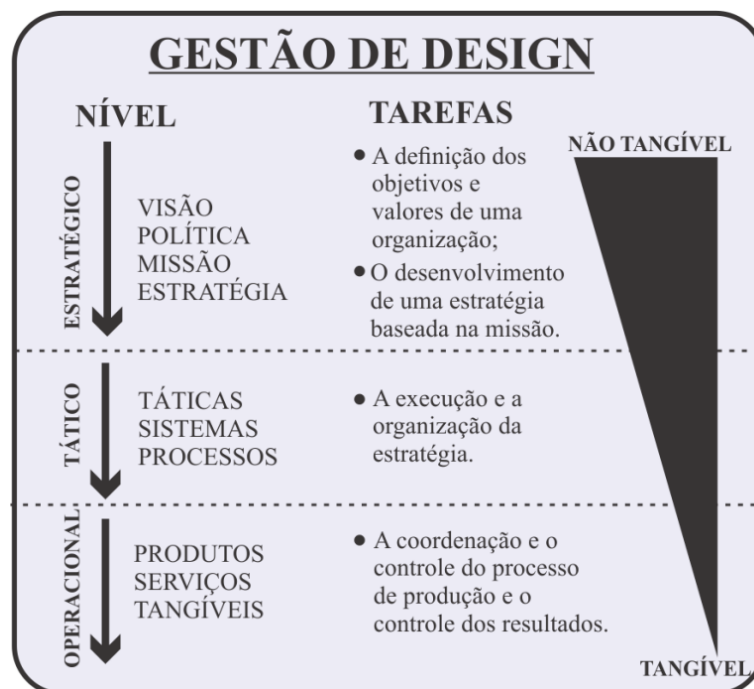 GESTÃO DE DESIGN
NÍVEL
TAREFAS
NÃO TANGÍVEL
ESTRATÉGICO
VISÃO
POLÍTICA
MISSÃO
ESTRATÉGIA
• A definição dos
objetivos e
valores de uma
organização;
• O desenvolvimento
de uma estratégia
baseada na missão.
TÁTICO
TÁTICAS
SISTEMAS
PROCESSOS
• A execução e a
organização da
estratégia.
OPERACIONAL
PRODUTOS
SERVIÇOS
TANGÍVEIS
• A coordenação e o
controle do processo
de produção e o
controle dos resultados.
TANGÍVEL